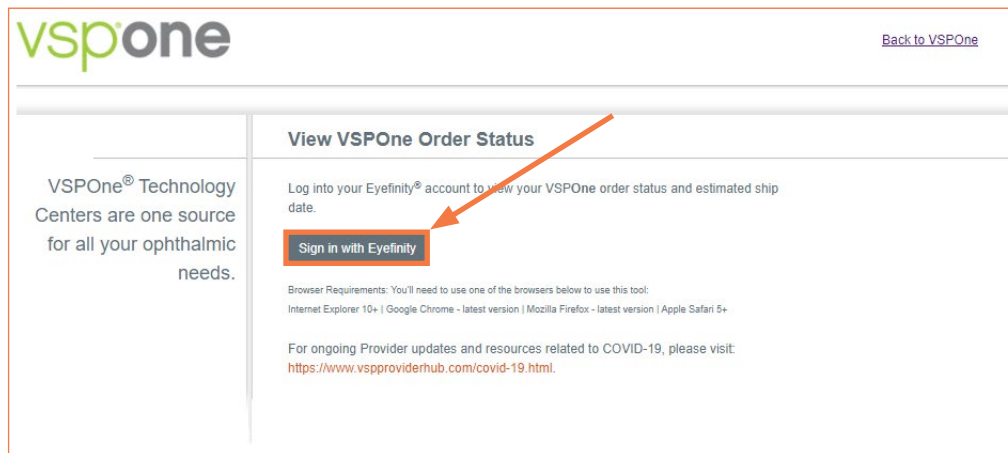 vspone
Back to VSPOne
VSPOne® Technology
Centers are one source
for all your ophthalmic
needs.
View VSPOne Order Status
Log into your Eyefinity® account to view your VSPOne order status and estimated ship
date.
Sign in with Eyefinity
Browser Requirements: You'll need to use one of the browsers below to use this tool:
Internet Explorer 10+ | Google Chrome - latest version | Mozilla Firefox - latest version | Apple Safari 5+
For ongoing Provider updates and resources related to COVID-19, please visit:
https://www.vspproviderhub.com/covid-19.html.